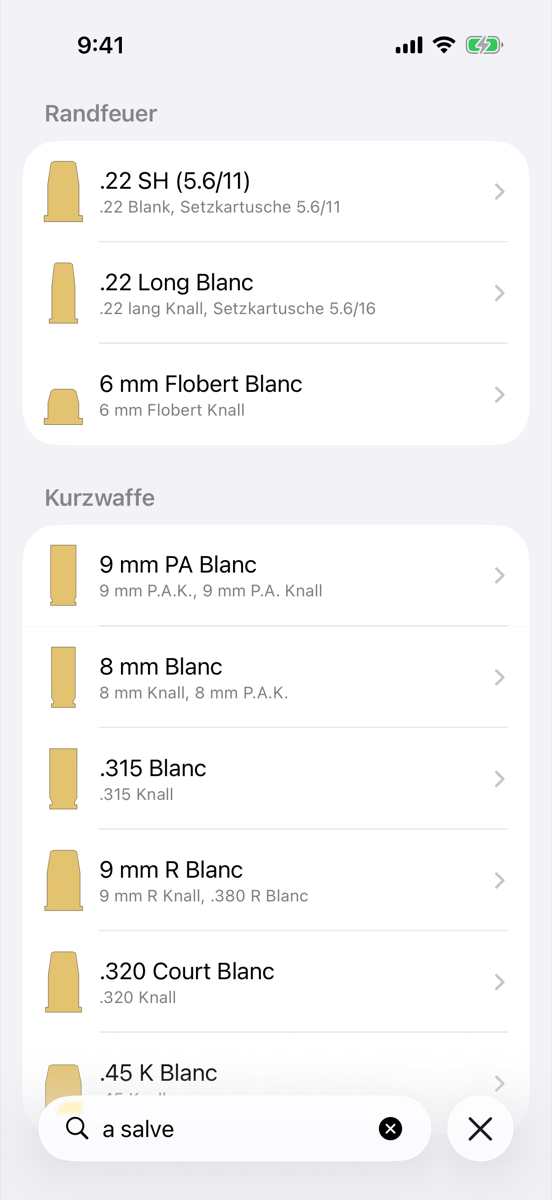 9:41
Randfeuer
.22 SH (5.6/11)
.22 Blank, Setzkartusche 5.6/11
.22 Long Blanc
.22 lang Knall, Setzkartusche 5.6/16
6 mm Flobert Blanc
6 mm Flobert Knall
Kurzwaffe
9 mm PA Blanc
9 mm P.A.K., 9 mm P.A. Knall
8 mm Blanc
8 mm Knall, 8 mm P.A.K.
.315 Blanc
.315 Knall
9 mm R Blanc
9 mm R Knall, .380 R Blanc
.320 Court Blanc
.320 Knall
.45 K Blanc
a salve